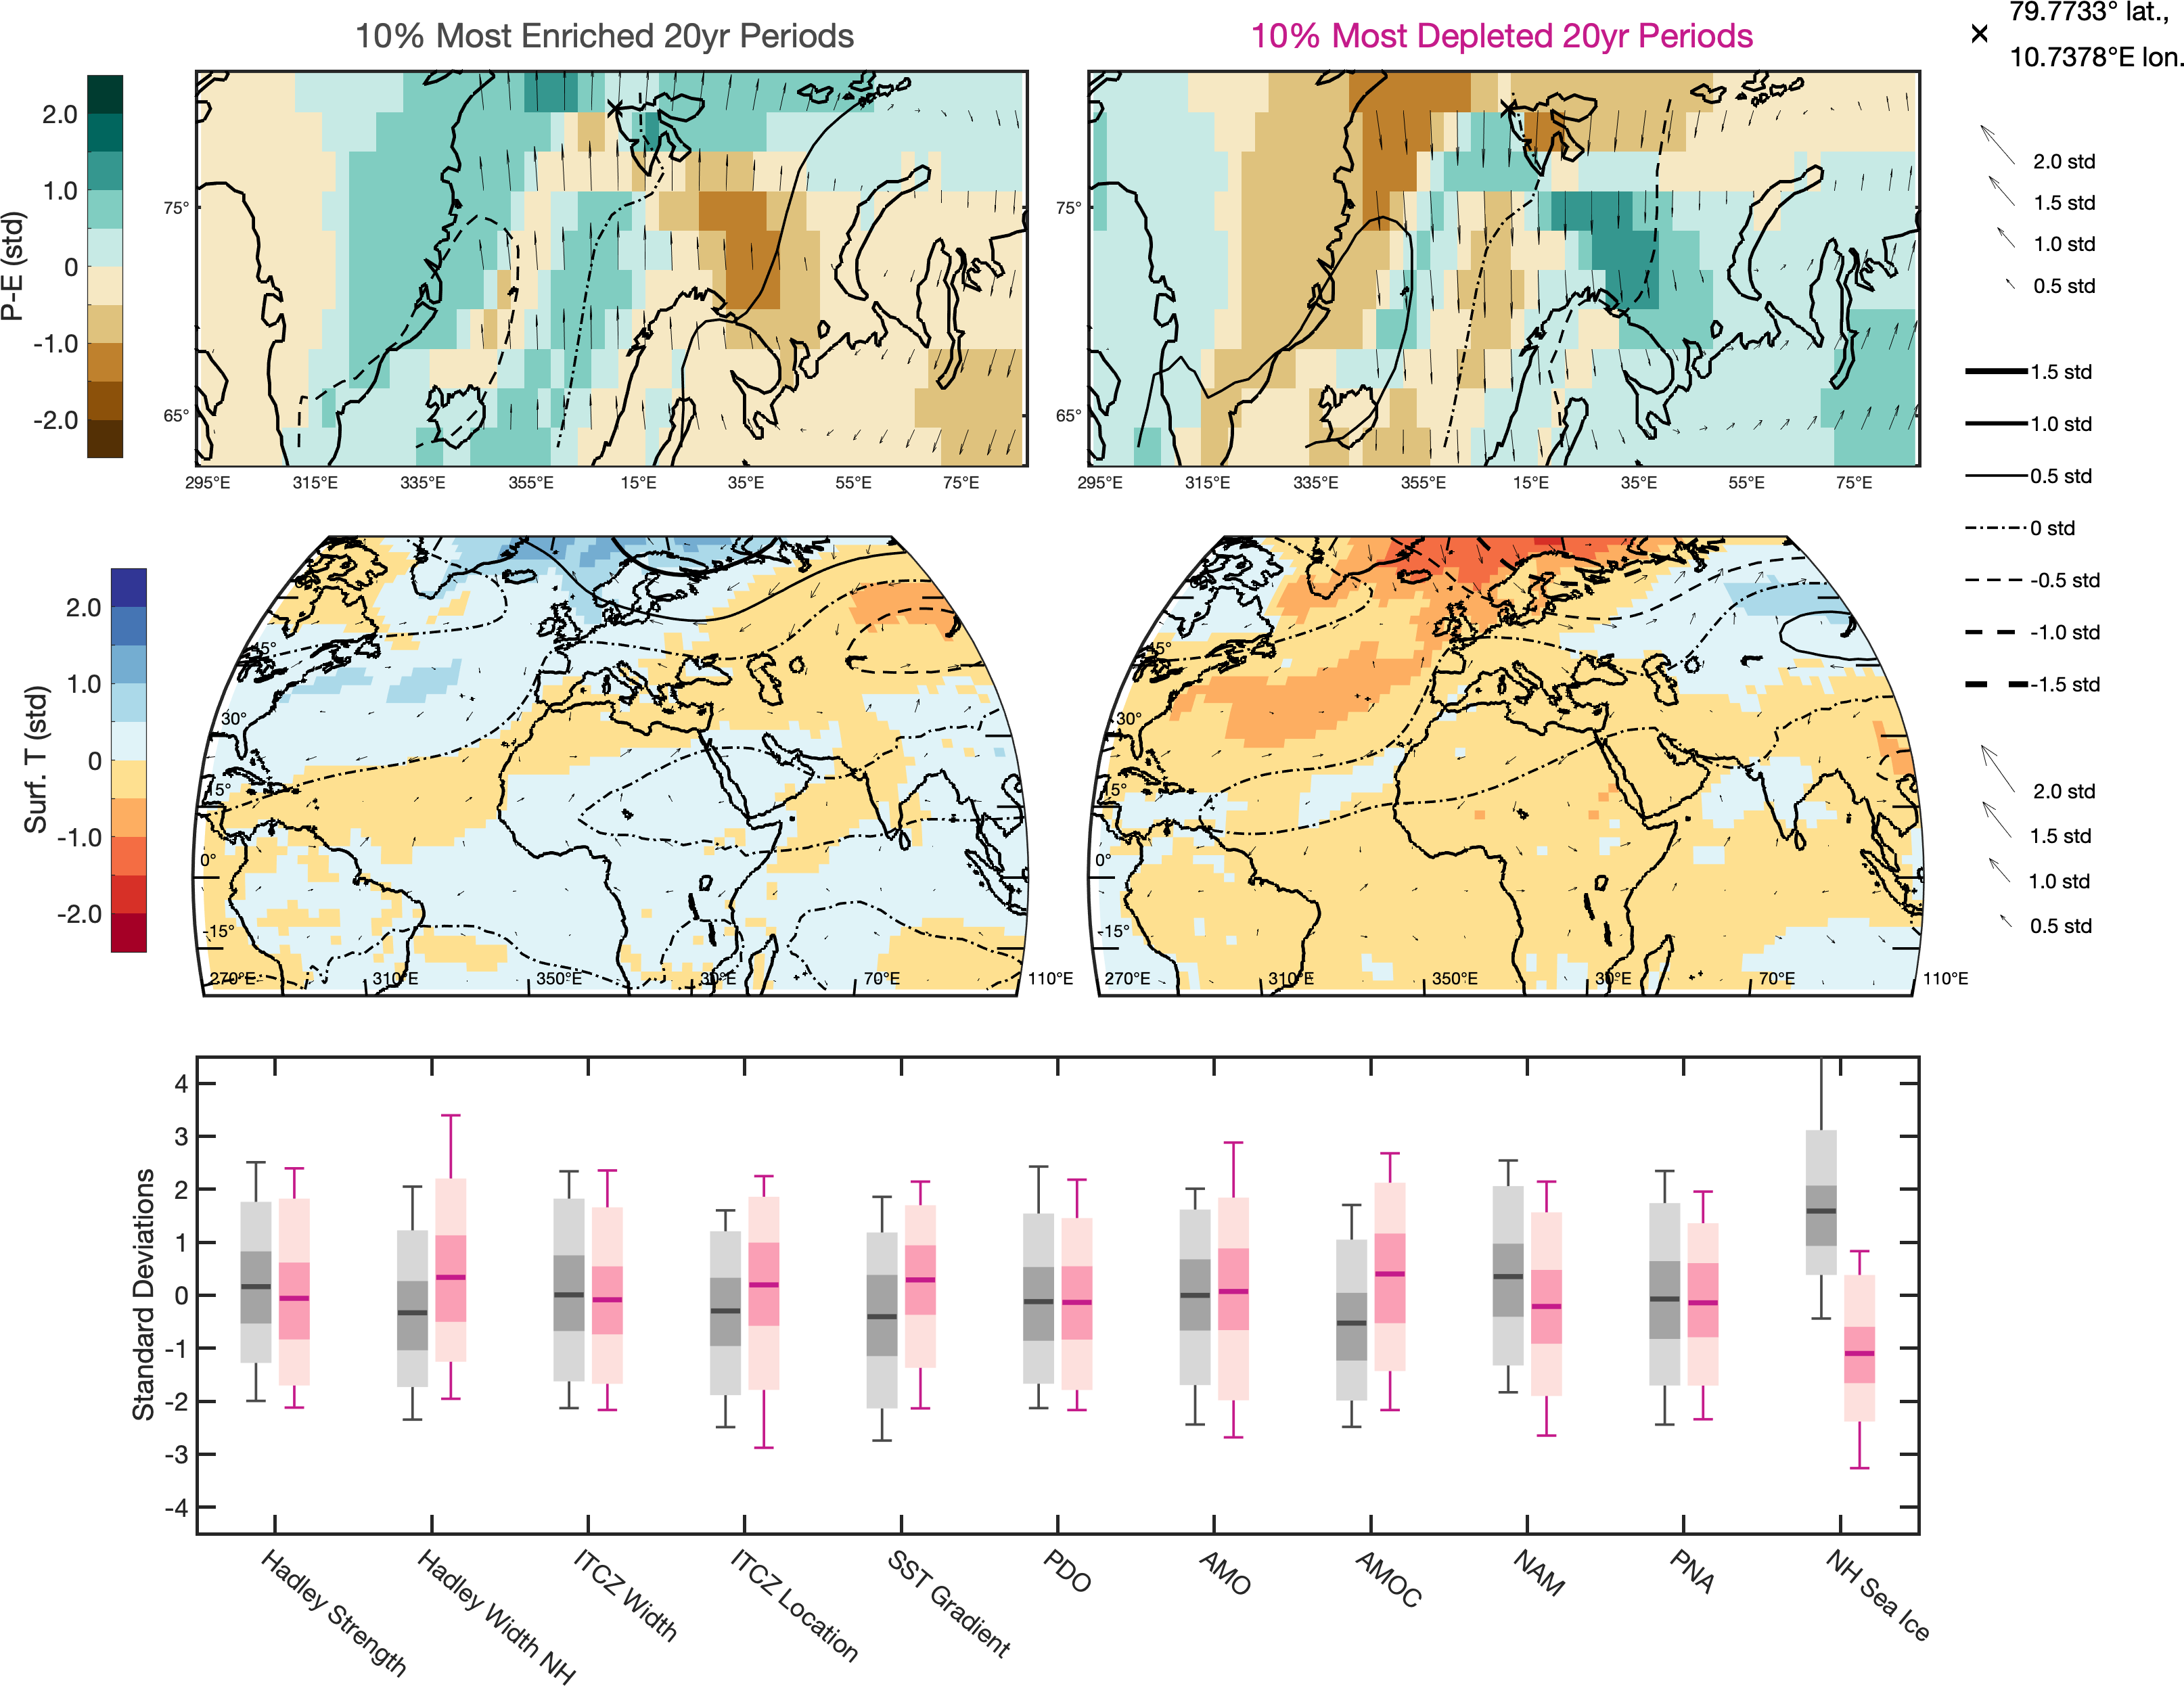 10% Most Enriched 20yr Periods
10% Most Depleted 20yr Periods
79.7733° lat.,
10.7378°E lon.
P-E (std)
2.0
1.0
0
-1.0
-2.0
75°
65°
295°E 315°E 335°E 355°E 15°E 35°E 55°E 75°E
75°
65°
295°E 315°E 335°E 355°E 15°E 35°E 55°E 75°E
2.0 std
1.5 std
1.0 std
0.5 std
1.5 std
1.0 std
0.5 std
0 std
-0.5 std
-1.0 std
-1.5 std
Surf. T (std)
2.0
1.0
0
-1.0
-2.0
45°
30°
15°
0°
-15°
270°E 310°E 350°E 30°E 70°E 110°E
45°
30°
15°
0°
-15°
270°E 310°E 350°E 30°E 70°E 110°E
2.0 std
1.5 std
1.0 std
0.5 std
Standard Deviations
4
3
2
1
0
-1
-2
-3
-4
Hadley Strength
Hadley Width NH
ITCZ Width
ITCZ Location
SST Gradient
PDO
AMO
AMOC
NAM
PNA
NH Sea Ice